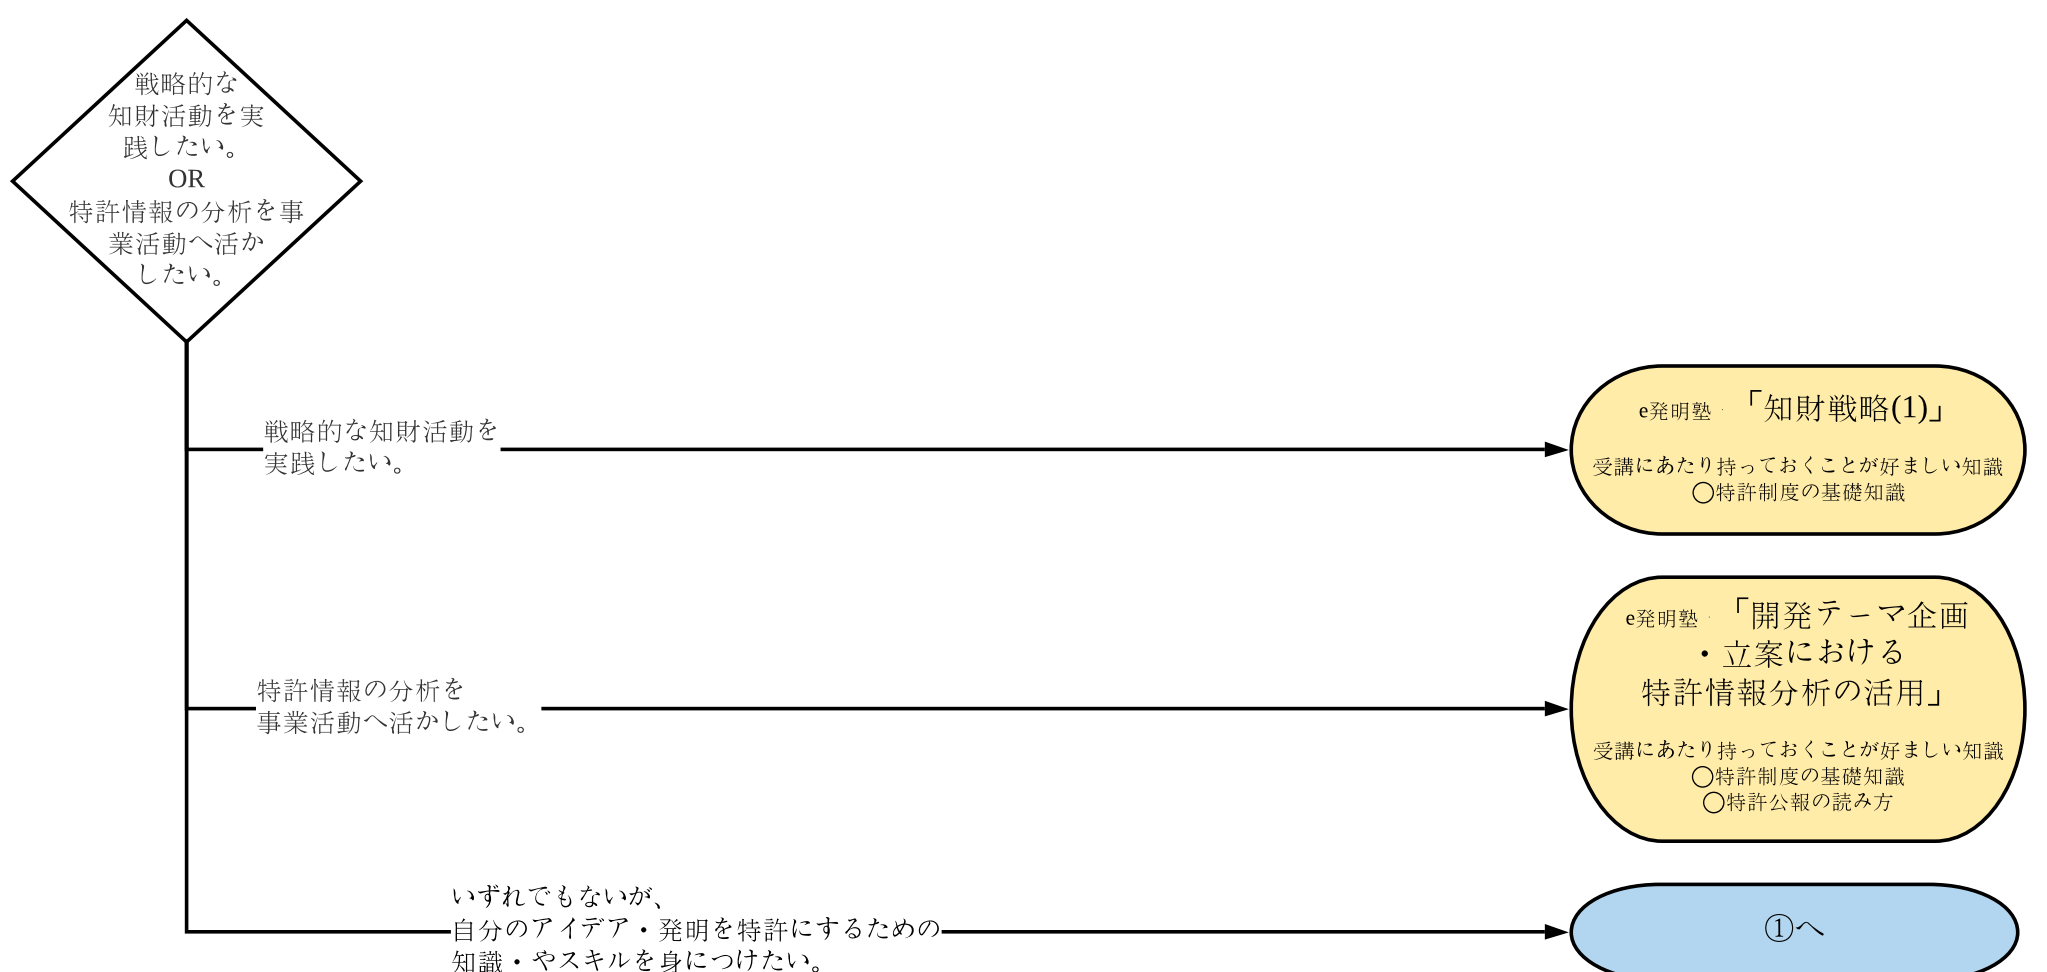 戦略的な
知財活動を実
践したい。
OR
特許情報の分析を事
業活動へ活か
したい。
戦略的な知財活動を
実践したい。
e発明塾 「知財戦略(1)」
受講にあたり持っておくことが好ましい知識
◯特許制度の基礎知識
特許情報の分析を
事業活動へ活かしたい。
e発明塾 「開発テーマ企画
・立案における
特許情報分析の活用」
受講にあたり持っておくことが好ましい知識
◯特許制度の基礎知識
◯特許公報の読み方
いずれでもないが、
自分のアイデア・発明を特許にするための
知識・やスキルを身につけたい。
①へ